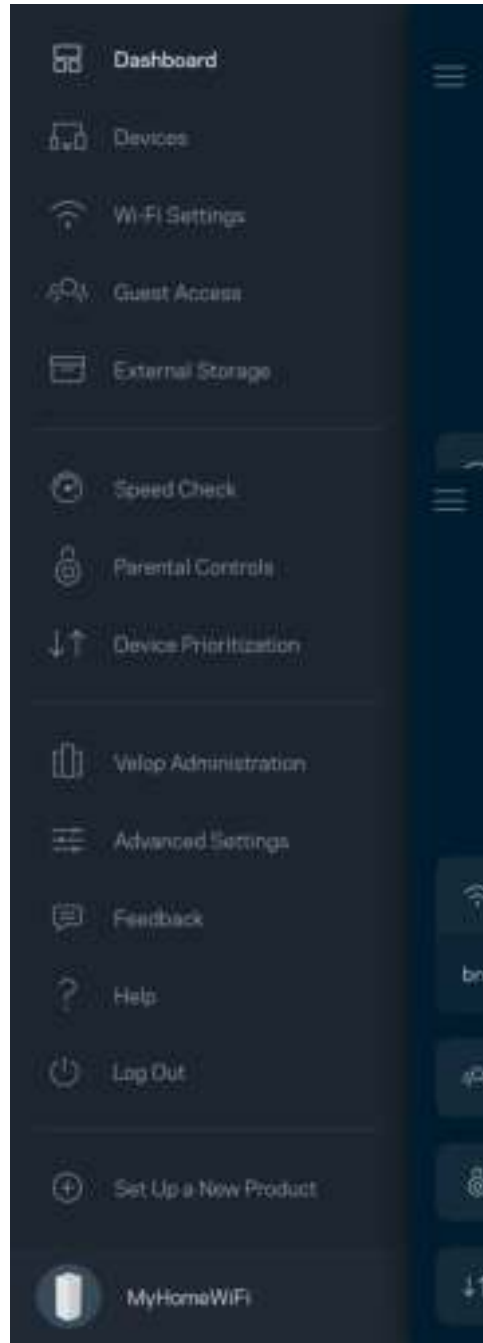 Dashboard
Devices
Wi-Fi Settings
Guest Access
External Storage
Speed Check
Parental Controls
Device Prioritization
Velop Administration
Advanced Settings
Feedback
br
Help
Log Out
Set Up a New Product
MyHomeWiFi